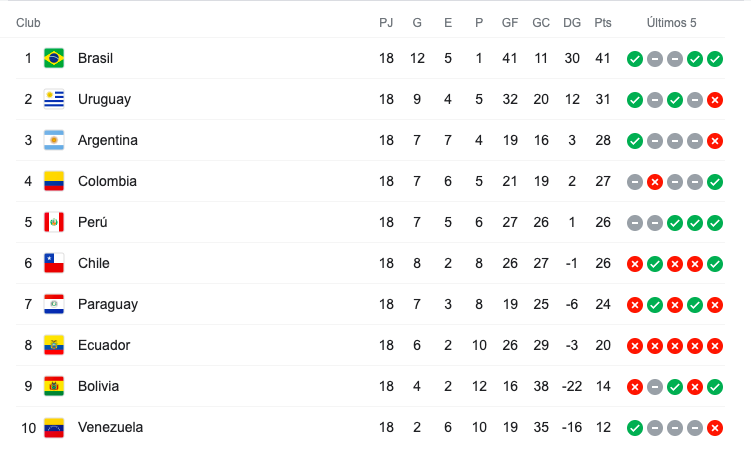 Club PJ G E P GF GC DG Pts Últimos 5
1 Brasil 18 12 5 1 41 11 30 41
2 Uruguay 18 9 4 5 32 20 12 31
3 Argentina 18 7 7 4 19 16 3 28
4 Colombia 18 7 6 5 21 19 2 27
5 Perú 18 7 5 6 27 26 1 26
6 Chile 18 8 2 8 26 27 -1 26
7 Paraguay 18 7 3 8 19 25 -6 24
8 Ecuador 18 6 2 10 26 29 -3 20
9 Bolivia 18 4 2 12 16 38 -22 14
10 Venezuela 18 2 6 10 19 35 -16 12